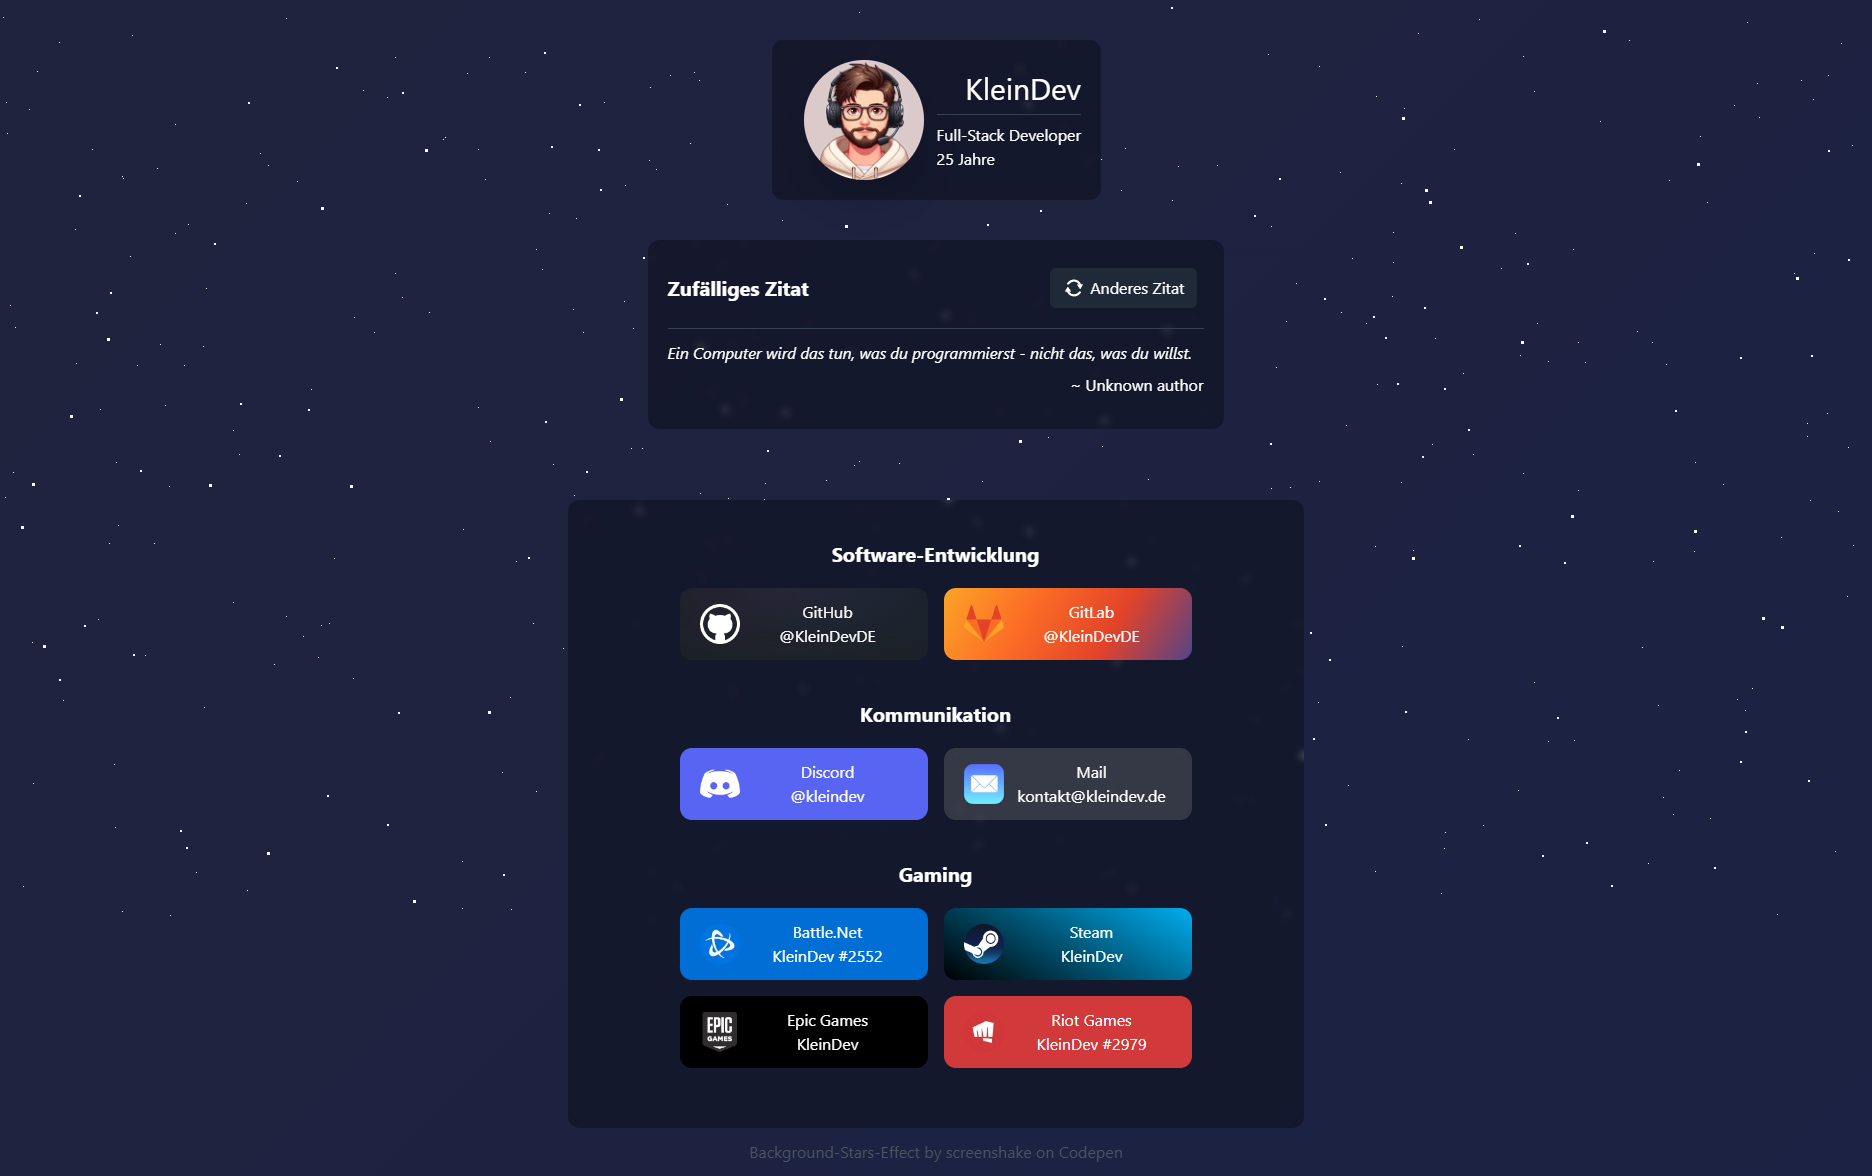 KleinDev
Full-Stack Developer
25 Jahre
Zufälliges Zitat
Anderes Zitat
Ein Computer wird das tun, was du programmierst - nicht das, was du willst.
~ Unknown author
Software-Entwicklung
GitHub
@KleinDevDE
GitLab
@KleinDevDE
Kommunikation
Discord
@kleindev
Mail
kontakt@kleindev.de
Gaming
Battle.Net
KleinDev #2552
Steam
KleinDev
EPIC
GAMES
Epic Games
KleinDev
Riot Games
KleinDev #2979
Background-Stars-Effect by screenshake on Codepen